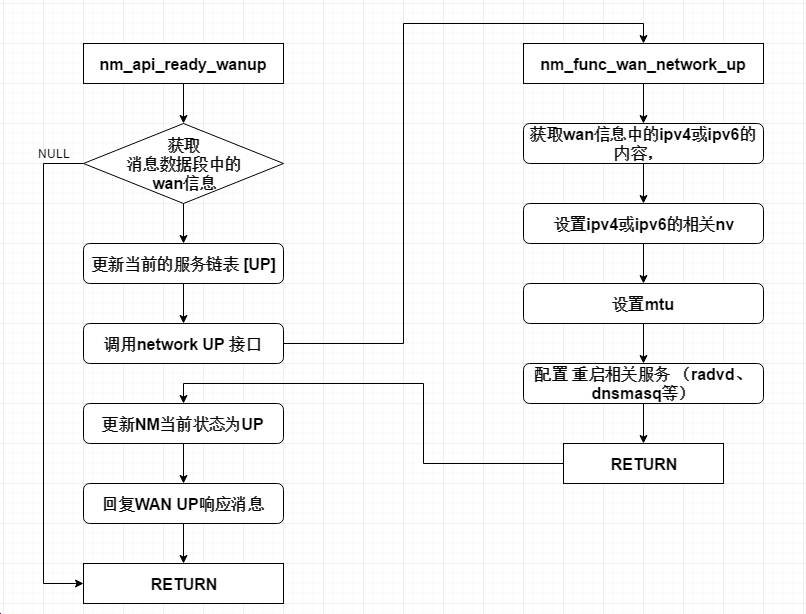 nm_api_ready_wanup
NULL
获取
消息数据段中的
wan信息
更新当前的服务链表 [UP]
调用network UP 接口
更新NM当前状态为UP
回复WAN UP响应消息
RETURN
nm_func_wan_network_up
获取wan信息中的ipv4或ipv6的
内容，
设置ipv4或ipv6的相关nv
设置mtu
配置 重启相关服务 （radvd、
dnsmasq等）
RETURN